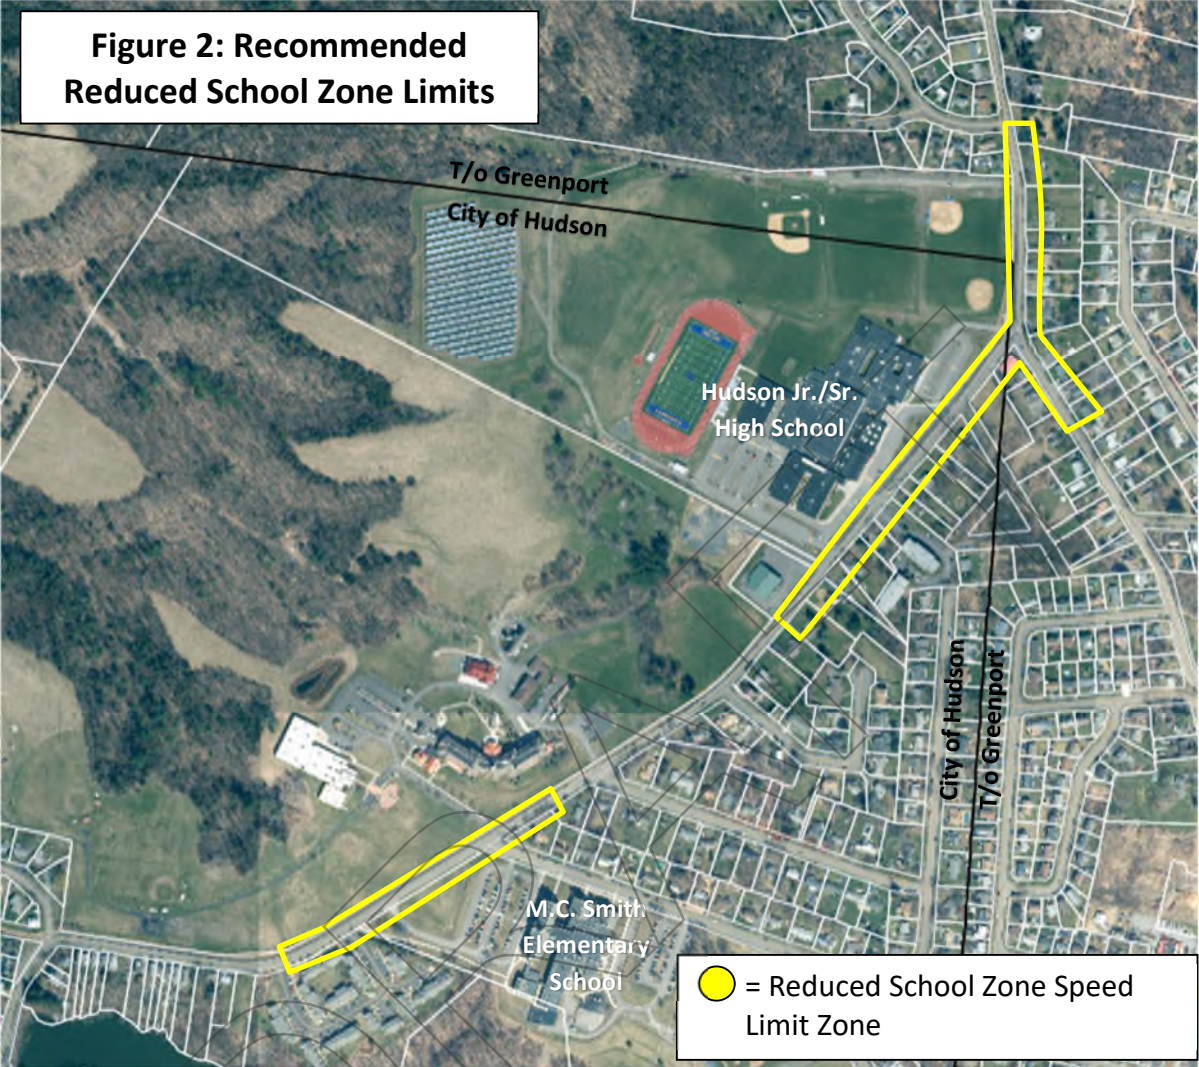 Figure 2: Recommended
Reduced School Zone Limits
T/o Greenport
City of Hudson
Hudson Jr./Sr.
High School
City of Hudson
T/o Greenport
M.C. Smith
Elementary
School
= Reduced School Zone Speed
Limit Zone